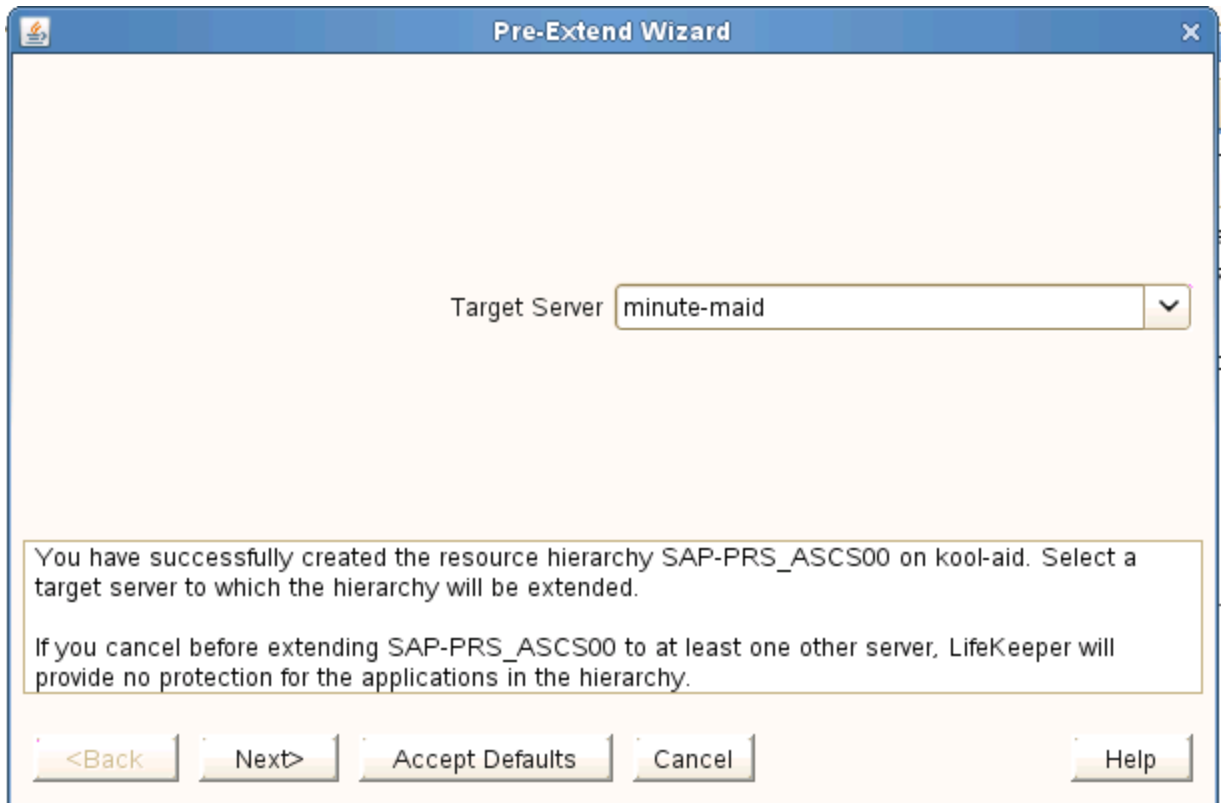 Pre-Extend Wizard
Target Server minute-maid
You have successfully created the resource hierarchy SAP-PRS_ASCS00 on kool-aid. Select a
target server to which the hierarchy will be extended.
If you cancel before extending SAP-PRS_ASCS00 to at least one other server, LifeKeeper will
provide no protection for the applications in the hierarchy.
<Back Next> Accept Defaults Cancel Help